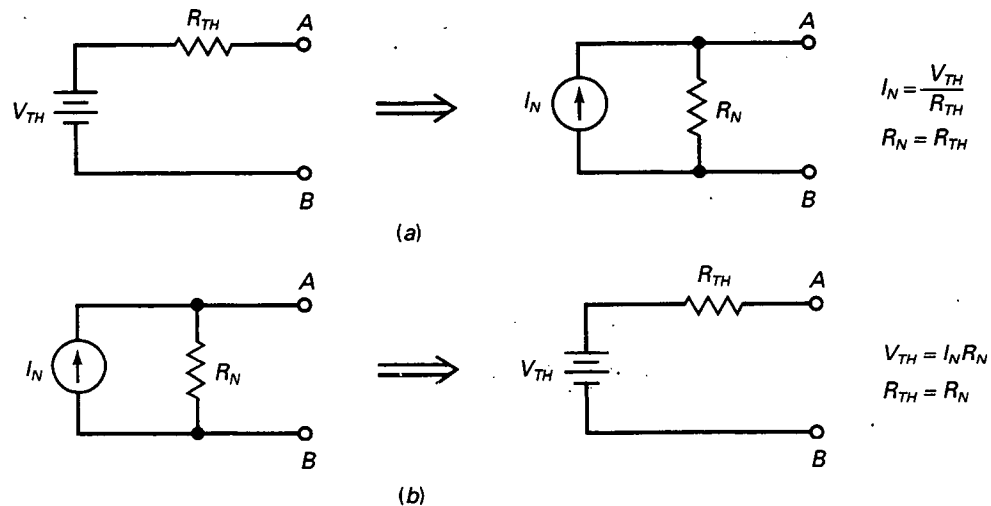 R_TH
A
V_TH
B
I_N
R_N
A
B
I_N = V_TH / R_TH
R_N = R_TH
(a)
I_N
R_N
A
B
R_TH
A
V_TH
B
V_TH = I_N R_N
R_TH = R_N
(b)